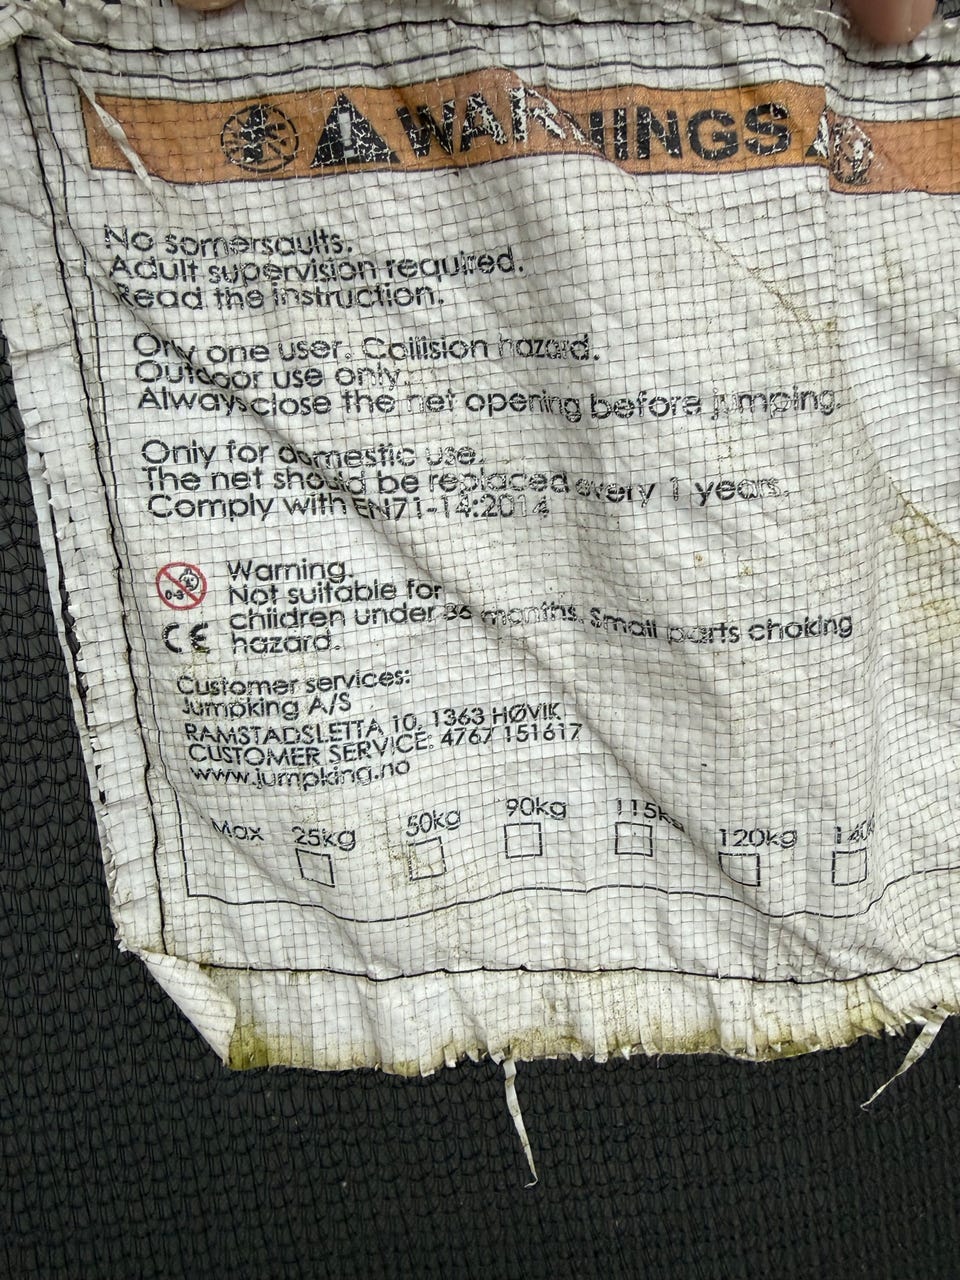 WARNINGS
No somersaults.
Adult supervision required.
Read the instruction.
Only one user. Collision hazard.
Outdoor use only.
Always close the net opening before jumping.
Only for domestic use.
The net should be replaced every 1 years.
Comply with EN71-14:2014
0-3
Warning.
Not suitable for
children under 36 months. Small parts choking
hazard.
CE
Customer services:
Jumpking A/S
RAMSTADSLETTA 10, 1363 HØVIK
CUSTOMER SERVICE: 4767 151617
www.jumpking.no
Max 25kg 50kg 90kg 115kg 120kg